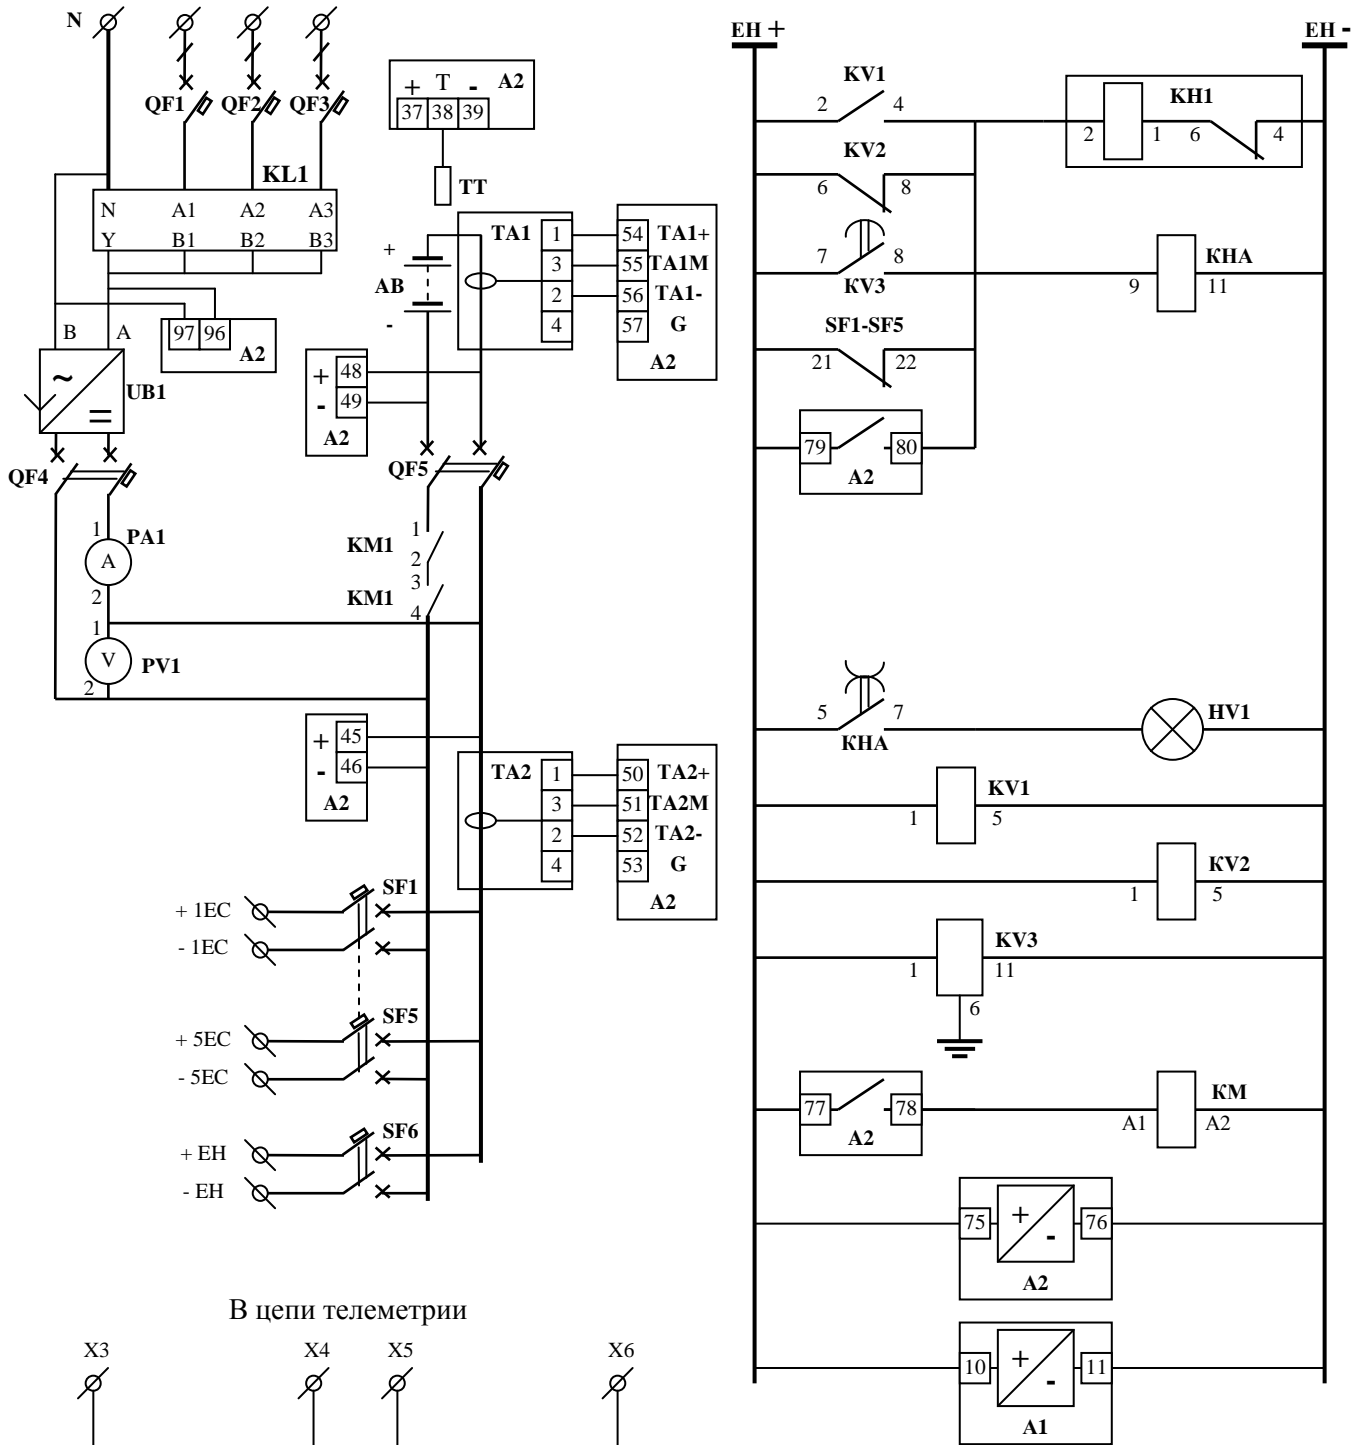 N
QF1 QF2 QF3
KL1
N A1 A2 A3
Y B1 B2 B3
B A
97 96
A2
~
=
UB1
QF4
1
PA1
A
2
1
V
PV1
2
+ T - A2
37 38 39
TT
+
AB
-
TA1
1
3
2
4
54 TA1+
55 TA1M
56 TA1-
57 G
A2
+ 48
- 49
A2
QF5
1
KM1
2
3
KM1
4
+ 45
- 46
A2
TA2
1
3
2
4
50 TA2+
51 TA2M
52 TA2-
53 G
A2
SF1
+ 1EC
- 1EC
SF5
+ 5EC
- 5EC
SF6
+ EH
- EH
В цепи телеметрии
X3 X4 X5 X6
EH + EH -
KV1
2 4
KH1
2 1 6 4
KV2
6 8
7 8
KV3
KHA
9 11
SF1-SF5
21 22
79 80
A2
5 7
KHA
HV1
KV1
1 5
KV2
1 5
KV3
1 11
6
77 78
A2
KM
A1 A2
75 + - 76
A2
10 + - 11
A1